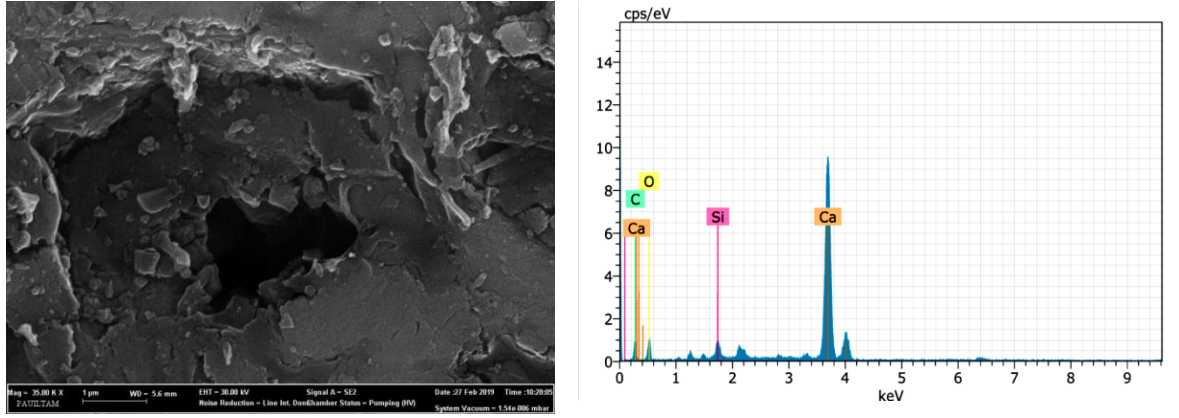 Mag = 35.00 K X
1 µm
WD = 5.6 mm
EHT = 30.00 kV
Signal A = SE2
Date :27 Feb 2019
Time :10:28:05
PAUILTAM
Noise Reduction = Line Int. Done
Chamber Status = Pumping (HV)
System Vacuum = 1.54e-006 mbar
cps/eV
14
12
10
8
6
4
2
0
O
C
Ca
Si
Ca
0 1 2 3 4 5 6 7 8 9
keV